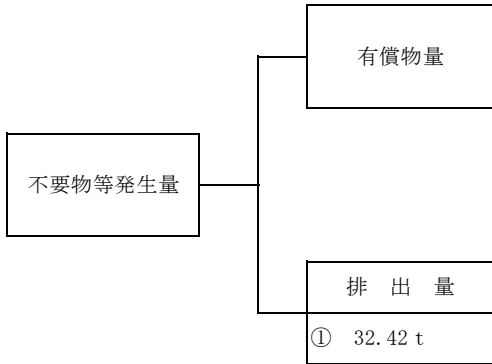 有償物量
不要物等発生量
排 出 量
① 32.42 t